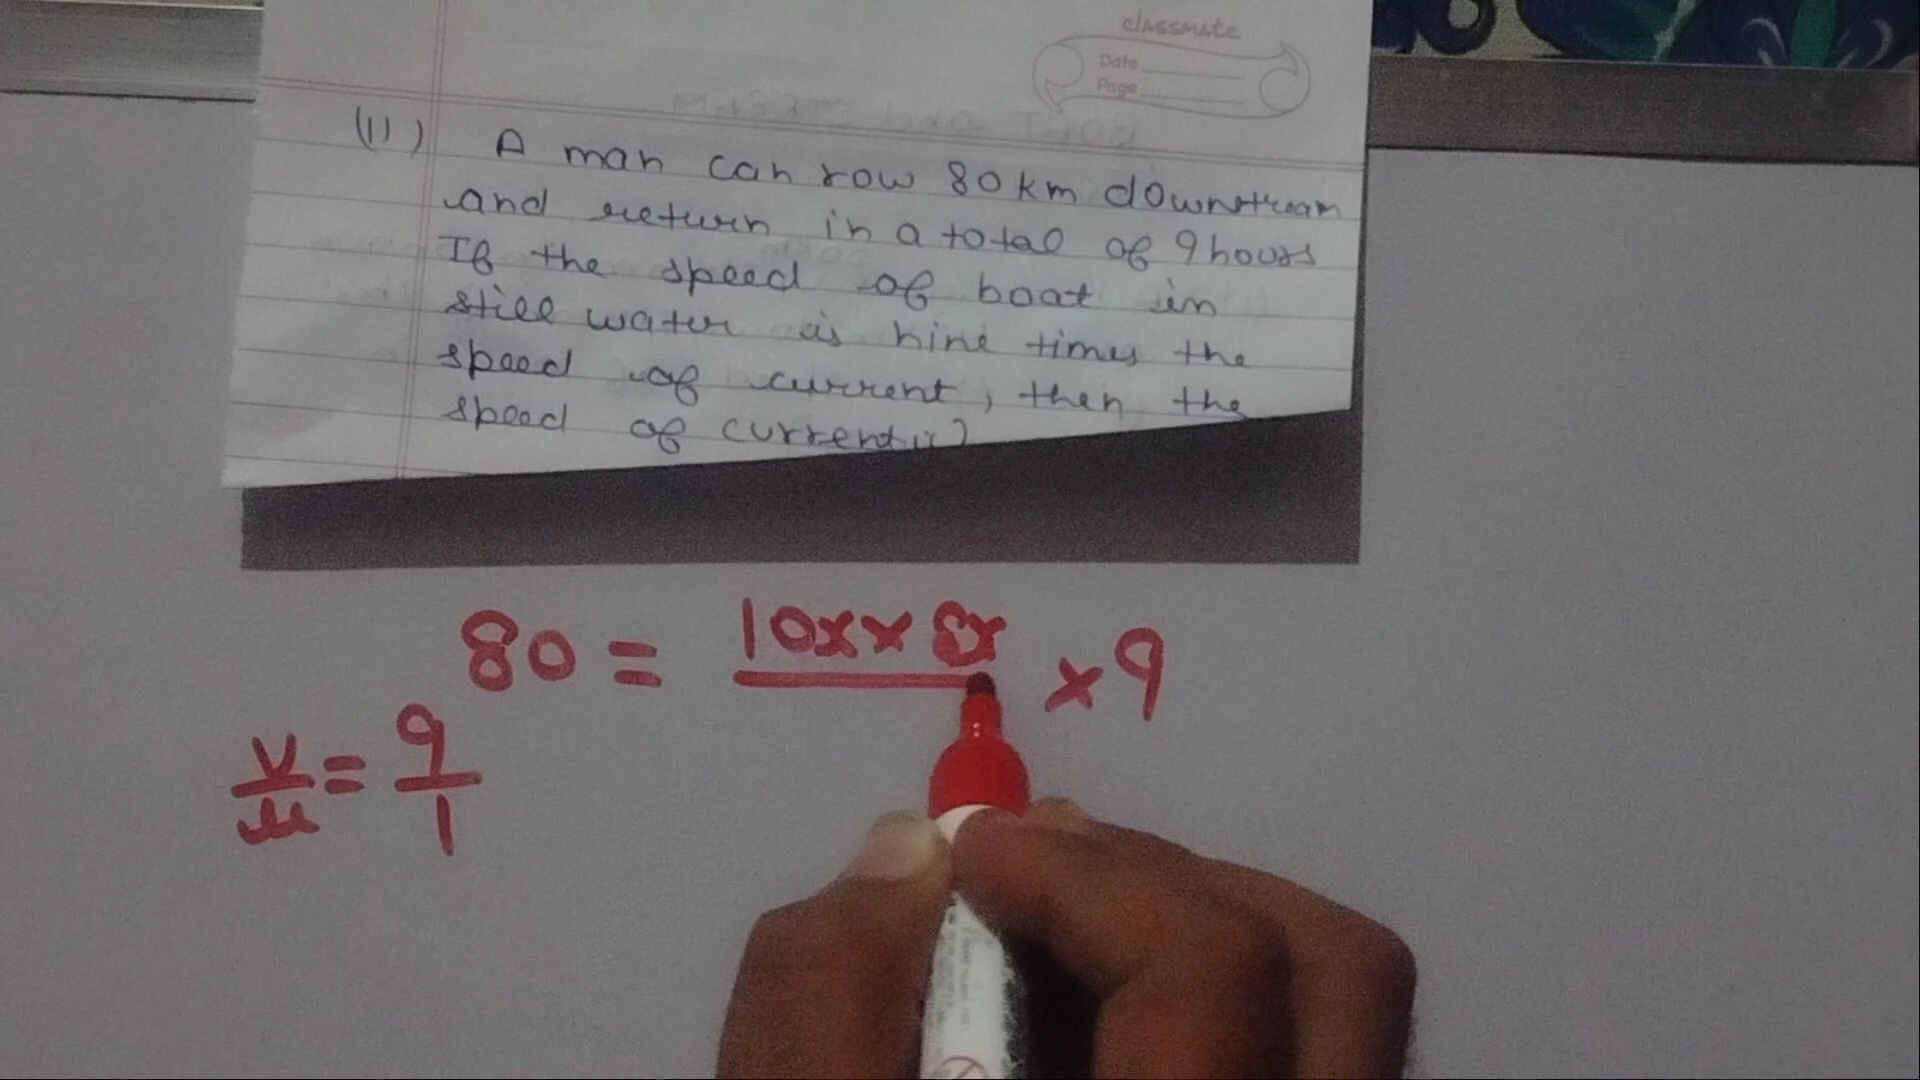 classmate
Date
Page
(11) A man can row 80 km downstream
and return in a total of 9 hours
If the speed of boat in
still water is nine times the
speed of current, then the
speed of current is?
80 = 10x × 8x × 9
v/u = 9/1